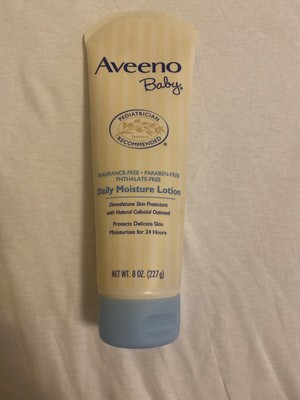 Aveeno
Baby®
PEDIATRICIAN
RECOMMENDED®
FRAGRANCE-FREE • PARABEN-FREE
PHTHALATE-FREE
Daily Moisture Lotion
Dimethicone Skin Protectant
with Natural Colloidal Oatmeal
Protects Delicate Skin
Moisturizes for 24 Hours
NET WT. 8 OZ. (227g)